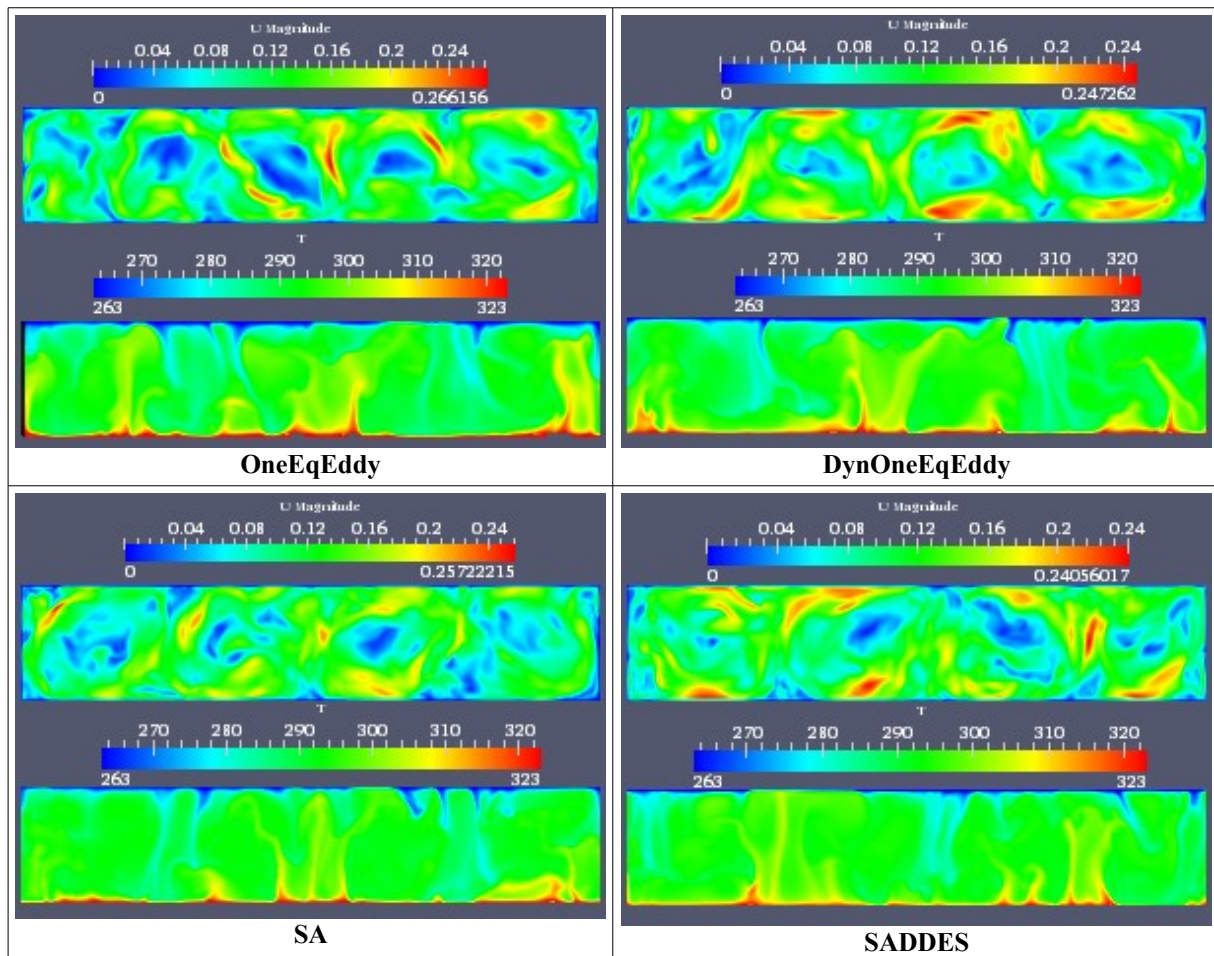 U Magnitude
0.04 0.08 0.12 0.16 0.2 0.24
0 0.266156
T
270 280 290 300 310 320
263 323
OneEqEddy
U Magnitude
0.04 0.08 0.12 0.16 0.2 0.24
0 0.247262
T
270 280 290 300 310 320
263 323
DynOneEqEddy
U Magnitude
0.04 0.08 0.12 0.16 0.2 0.24
0 0.25722215
T
270 280 290 300 310 320
263 323
SA
U Magnitude
0.04 0.08 0.12 0.16 0.2 0.24
0 0.24056017
T
270 280 290 300 310 320
263 323
SADDES